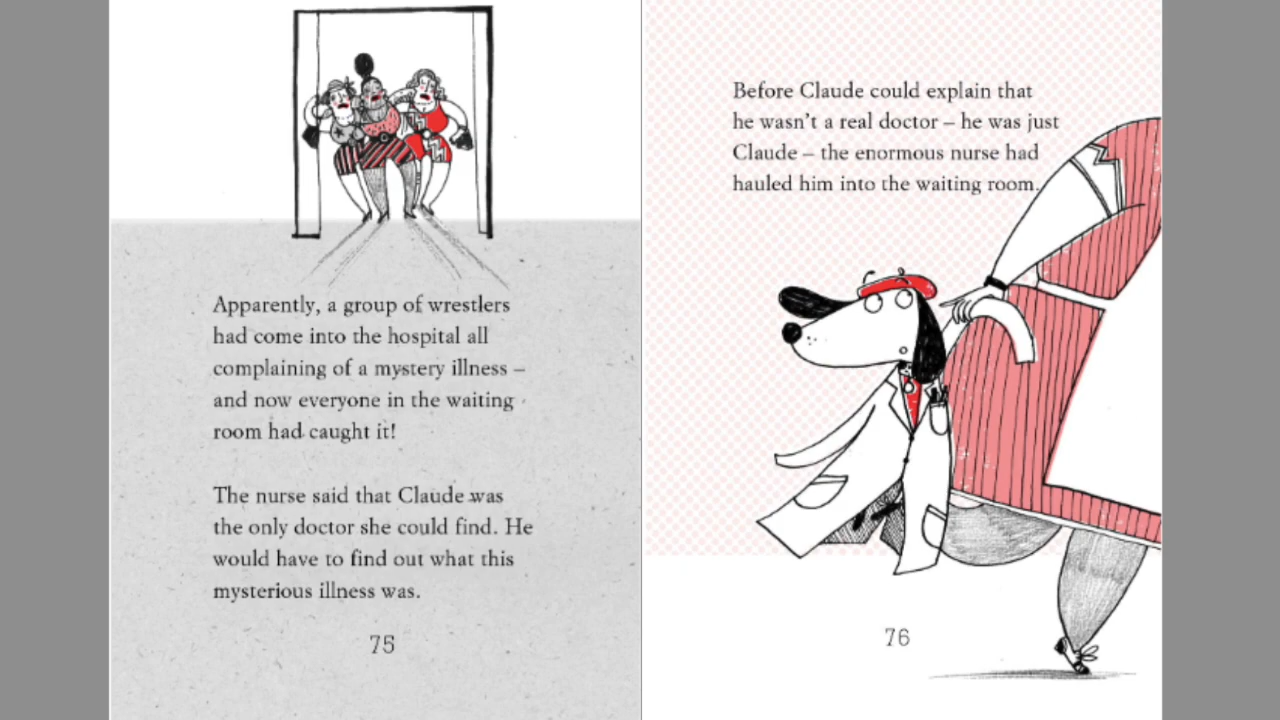 Apparently, a group of wrestlers
had come into the hospital all
complaining of a mystery illness –
and now everyone in the waiting
room had caught it!
The nurse said that Claude was
the only doctor she could find. He
would have to find out what this
mysterious illness was.
75
Before Claude could explain that
he wasn't a real doctor – he was just
Claude – the enormous nurse had
hauled him into the waiting room.
76